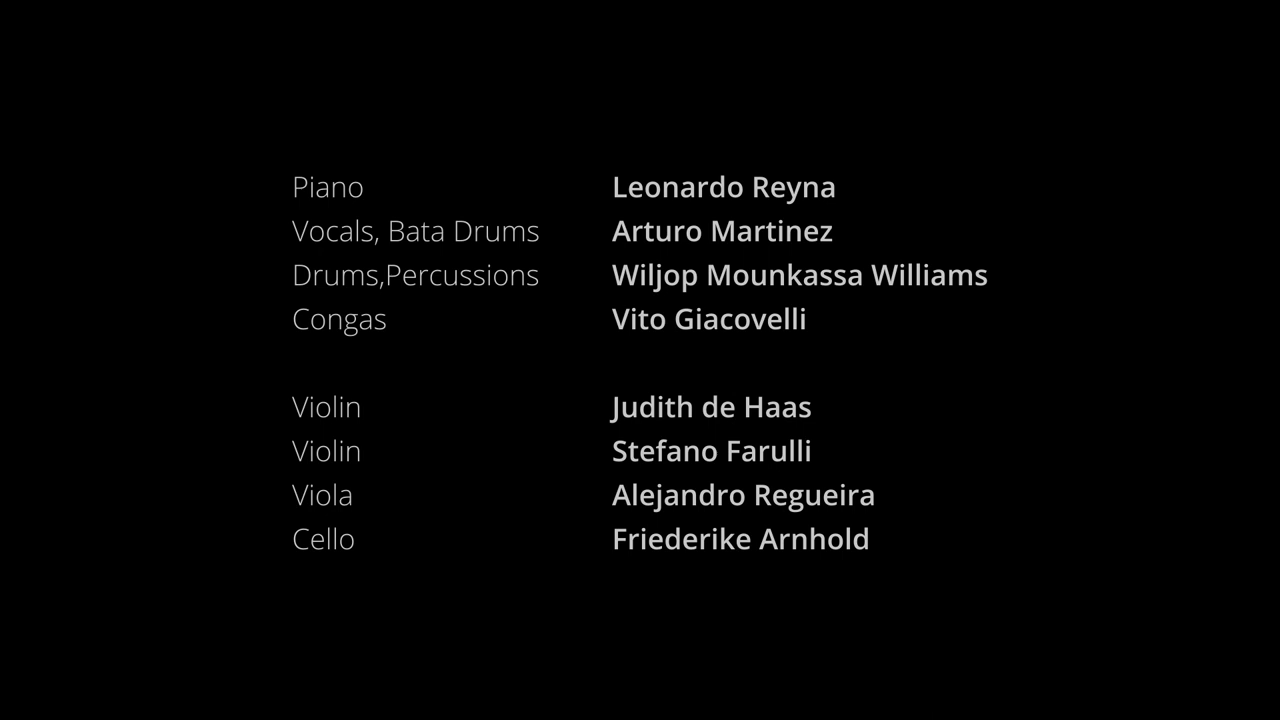 Piano Leonardo Reyna
Vocals, Bata Drums Arturo Martinez
Drums,Percussions Wiljop Mounkassa Williams
Congas Vito Giacovelli
Violin Judith de Haas
Violin Stefano Farulli
Viola Alejandro Regueira
Cello Friederike Arnhold